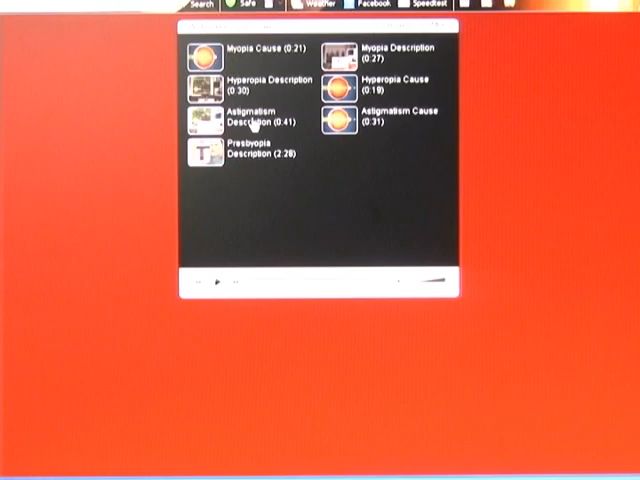 Search
Safe
Weather
Facebook
Speedtest
Myopia Cause (0:21)
Myopia Description
(0:27)
Hyperopia Description
(0:30)
Hyperopia Cause
(0:19)
Astigmatism
Description (0:41)
Astigmatism Cause
(0:31)
Presbyopia
Description (2:28)
T